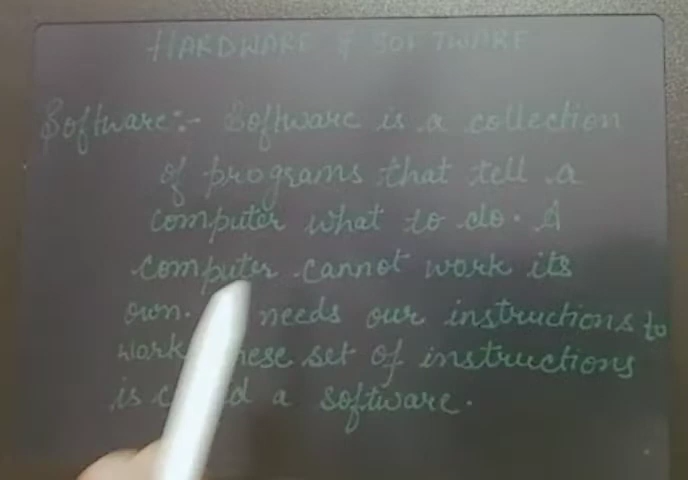 HARDWARE & SOFTWARE
Software:- Software is a collection
of programs that tell a
computer what to do. A
computer cannot work its
own. needs our instructions to
work hese set of instructions
is c d a software.